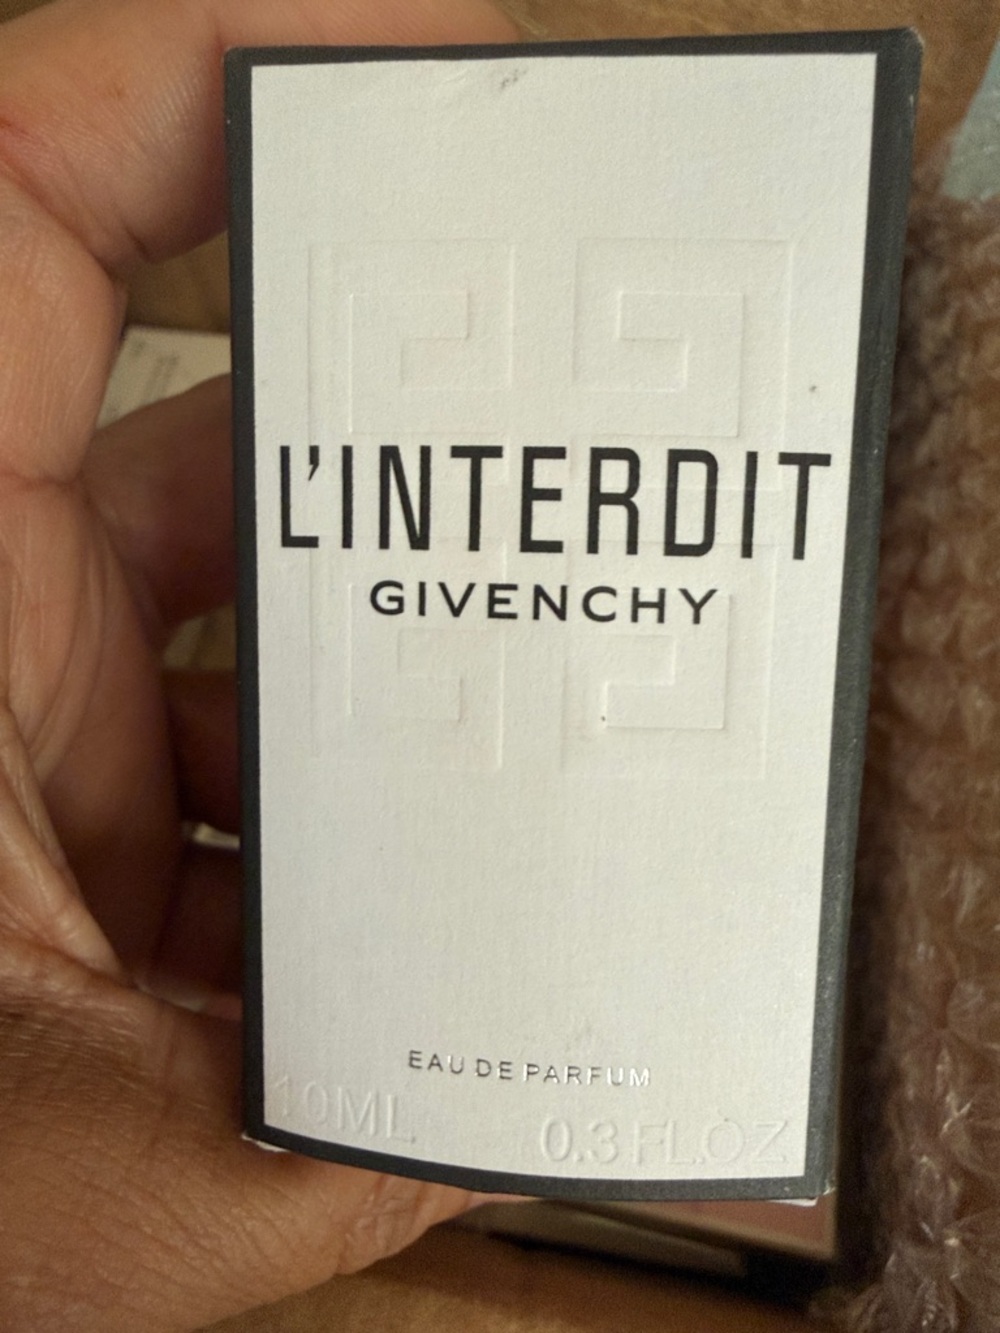 L'INTERDIT
GIVENCHY
EAU DE PARFUM
10ML 0.3 FL.OZ